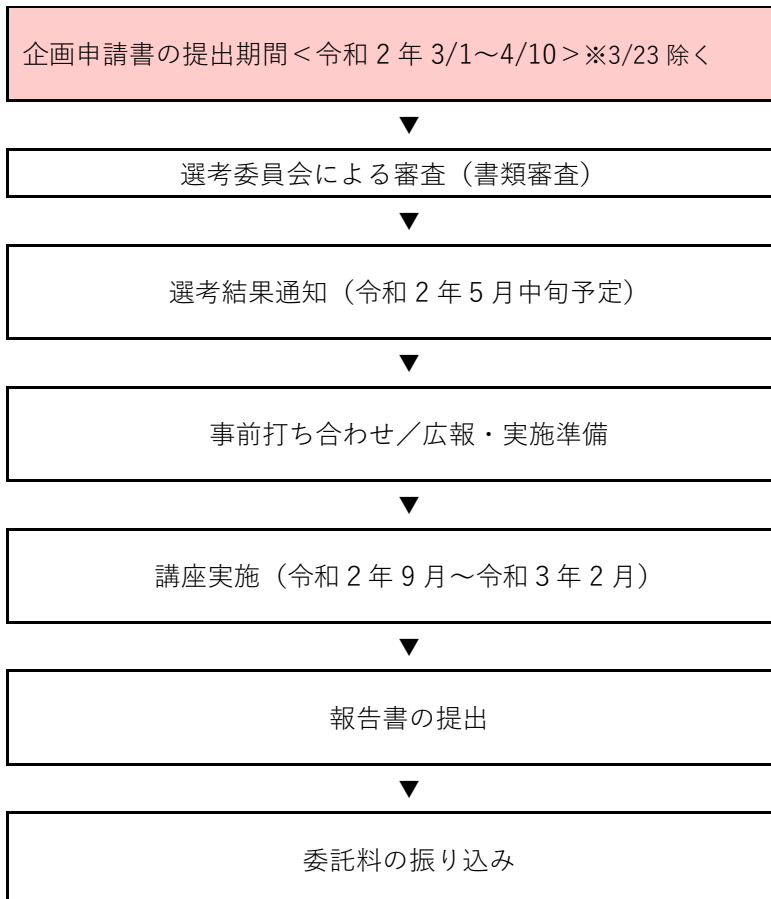 企画申請書の提出期間＜令和２年 3/1～4/10＞※3/23 除く
▼
選考委員会による審査（書類審査）
▼
選考結果通知（令和２年５月中旬予定）
▼
事前打ち合わせ／広報・実施準備
▼
講座実施（令和２年９月～令和３年２月）
▼
報告書の提出
▼
委託料の振り込み